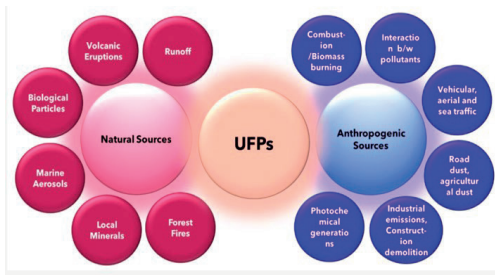 Volcanic
Eruptions
Runoff
Biological
Particles
Natural Sources
Marine
Aerosols
Local
Minerals
Forest
Fires
UFPs
Combust-
ion
/Biomass
burning
Interactio
n b/w
pollutants
Vehicular,
aerial and
sea traffic
Anthropogenic
Sources
Road
dust,
agricultur
al dust
Photoche
mical
generatio
ns
Industrial
emissions,
Construct-
ion
demolition